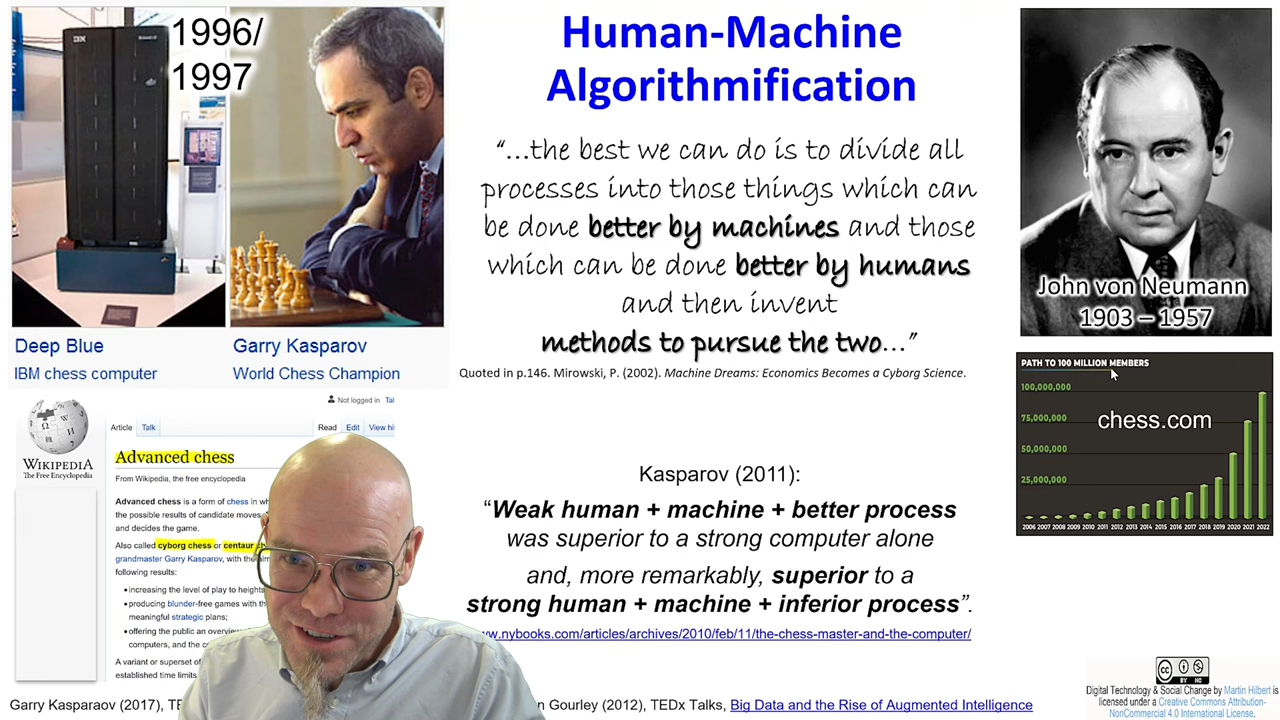 1996/
1997
Deep Blue
IBM chess computer
Garry Kasparov
World Chess Champion
Human-Machine
Algorithmification
“...the best we can do is to divide all
processes into those things which can
be done better by machines and those
which can be done better by humans
and then invent
methods to pursue the two...”
Quoted in p.146. Mirowski, P. (2002). Machine Dreams: Economics Becomes a Cyborg Science.
John von Neumann
1903 – 1957
PATH TO 100 MILLION MEMBERS
100,000,000
75,000,000
50,000,000
25,000,000
chess.com
2006 2007 2008 2009 2010 2011 2012 2013 2014 2015 2016 2017 2018 2019 2020 2021 2022
WIKIPEDIA
The Free Encyclopedia
Not logged in
Article Talk Read Edit
Advanced chess
From Wikipedia, the free encyclopedia
Advanced chess is a form of chess in
the possible results of candidate moves
and decides the game.
Also called cyborg chess or centaur
grandmaster Garry Kasparov, with the
following results:
•increasing the level of play to heights
•producing blunder-free games with
meaningful strategic plans;
•offering the public an
computers, and the
A variant or superset of
established time limits
Kasparov (2011):
“Weak human + machine + better process
was superior to a strong computer alone
and, more remarkably, superior to a
strong human + machine + inferior process”.
.nybooks.com/articles/archives/2010/feb/11/the-chess-master-and-the-computer/
Garry Kasparov (2017), Gourley (2012), TEDx Talks, Big Data and the Rise of Augmented Intelligence
IBM
CC BY NC
Digital Technology & Social Change by Martin Hilbert is
licensed under a Creative Commons Attribution-
NonCommercial 4.0 International License.